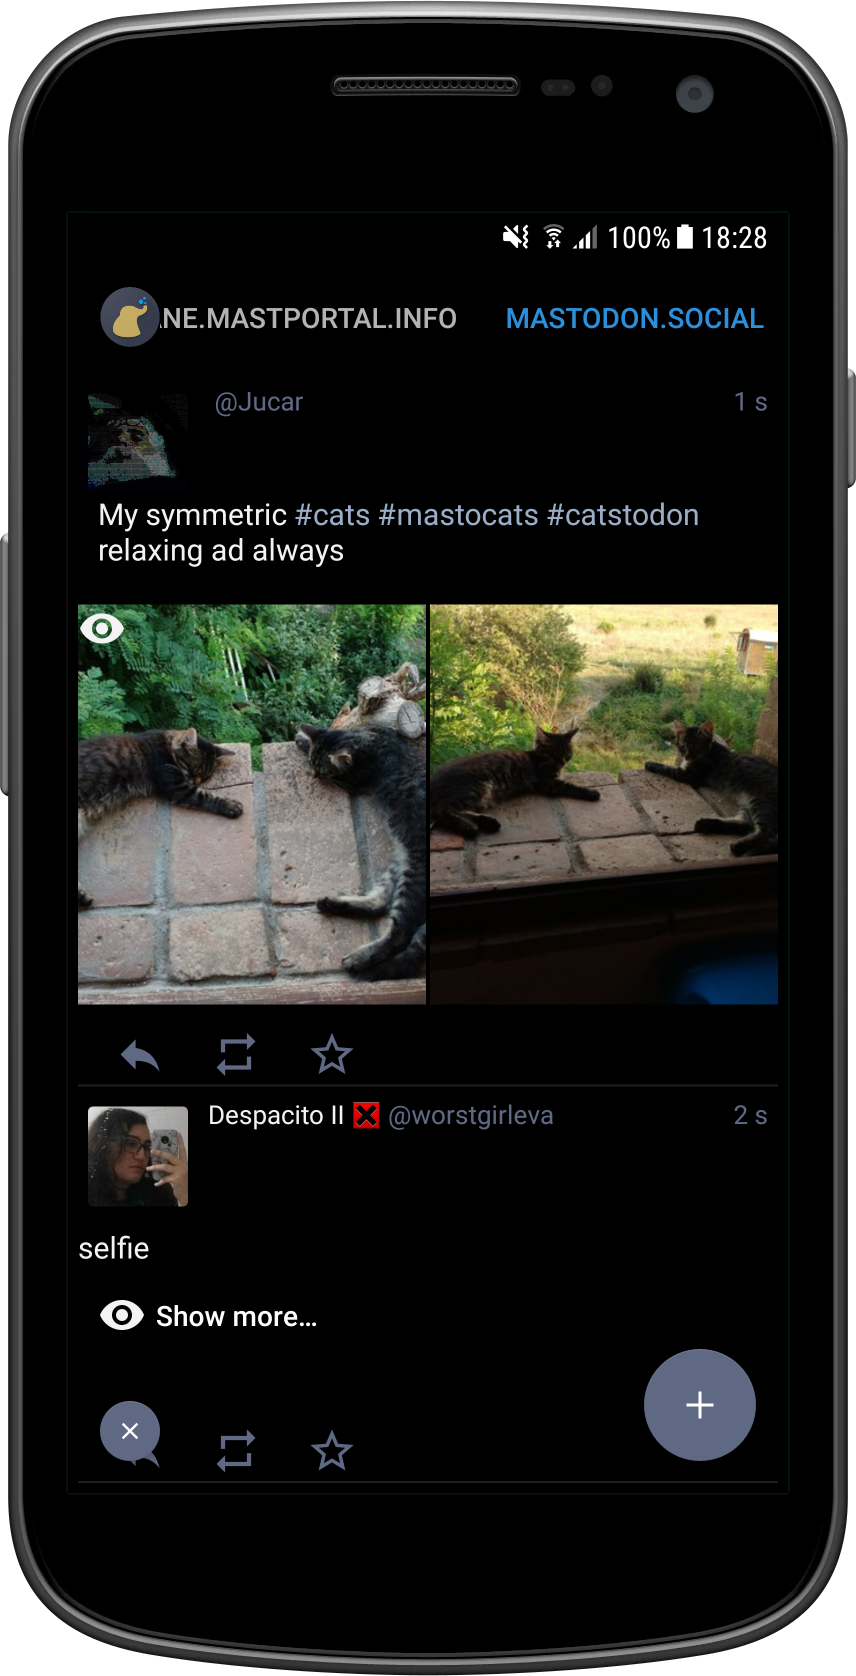 100% 18:28
NE.MASTPORTAL.INFO MASTODON.SOCIAL
@Jucar 1 s
My symmetric #cats #mastocats #catstodon
relaxing ad always
Despacito II @worstgirleva 2 s
selfie
Show more...